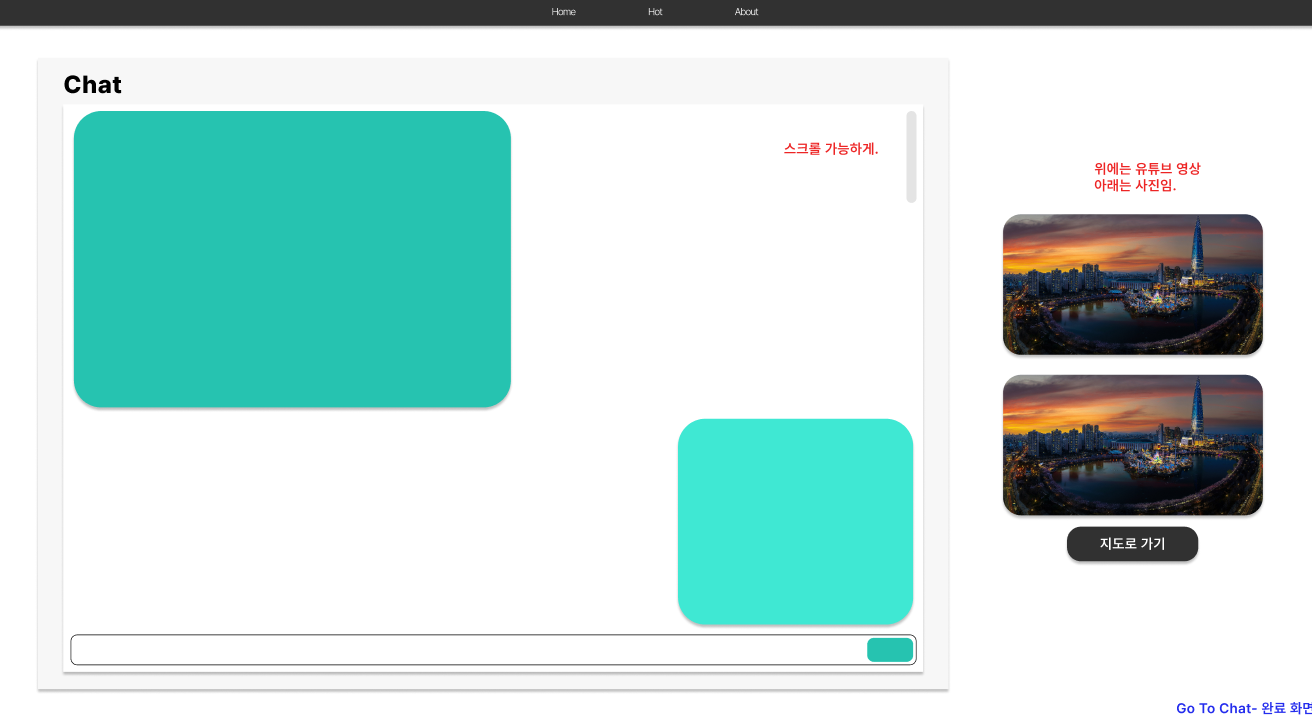 Home Hot About
Chat
스크롤 가능하게.
위에는 유튜브 영상
아래는 사진임.
지도로 가기
Go To Chat- 완료 화면